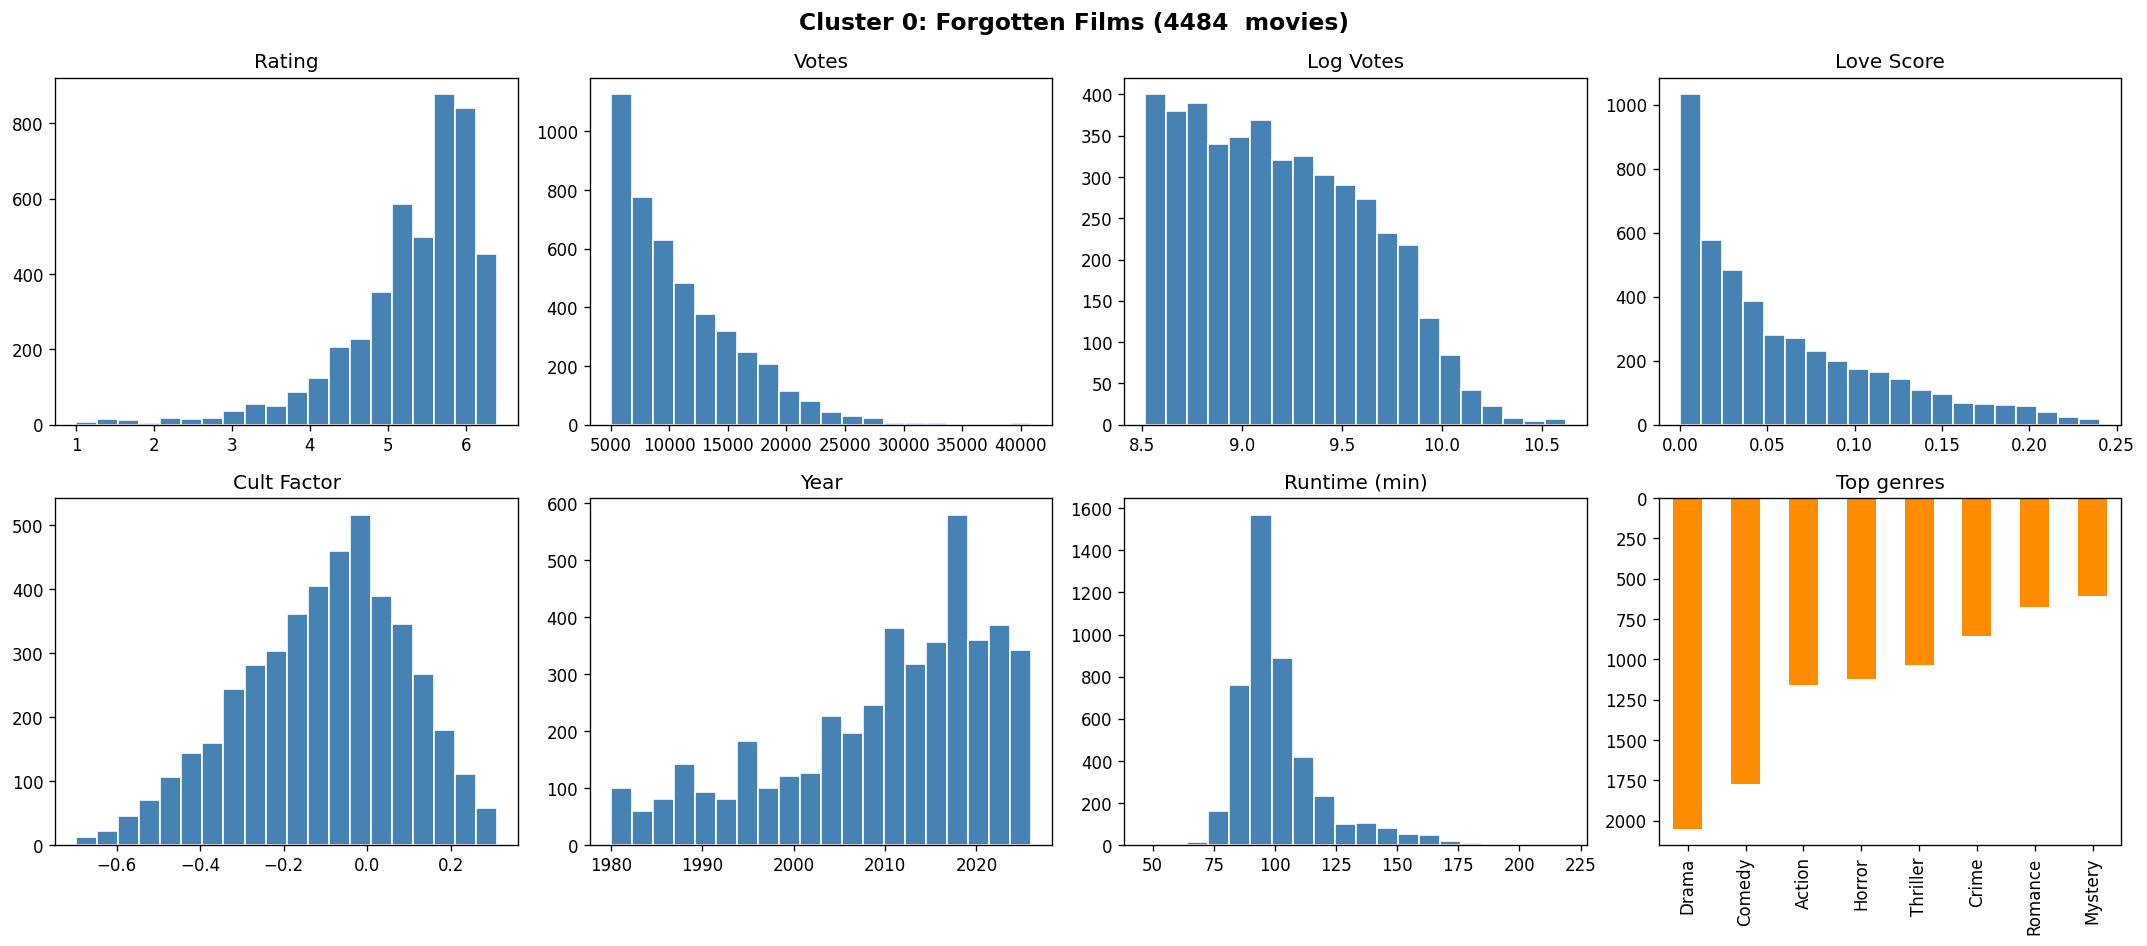 Cluster 0: Forgotten Films (4484  movies)
Rating
800
600
400
200
0
1 2 3 4 5 6
Votes
1000
800
600
400
200
0
5000 10000 15000 20000 25000 30000 35000 40000
Log Votes
400
350
300
250
200
150
100
50
0
8.5 9.0 9.5 10.0 10.5
Love Score
1000
800
600
400
200
0
0.00 0.05 0.10 0.15 0.20 0.25
Cult Factor
500
400
300
200
100
0
−0.6 −0.4 −0.2 0.0 0.2
Year
600
500
400
300
200
100
0
1980 1990 2000 2010 2020
Runtime (min)
1600
1400
1200
1000
800
600
400
200
0
50 75 100 125 150 175 200 225
Top genres
0
250
500
750
1000
1250
1500
1750
2000
Drama
Comedy
Action
Horror
Thriller
Crime
Romance
Mystery